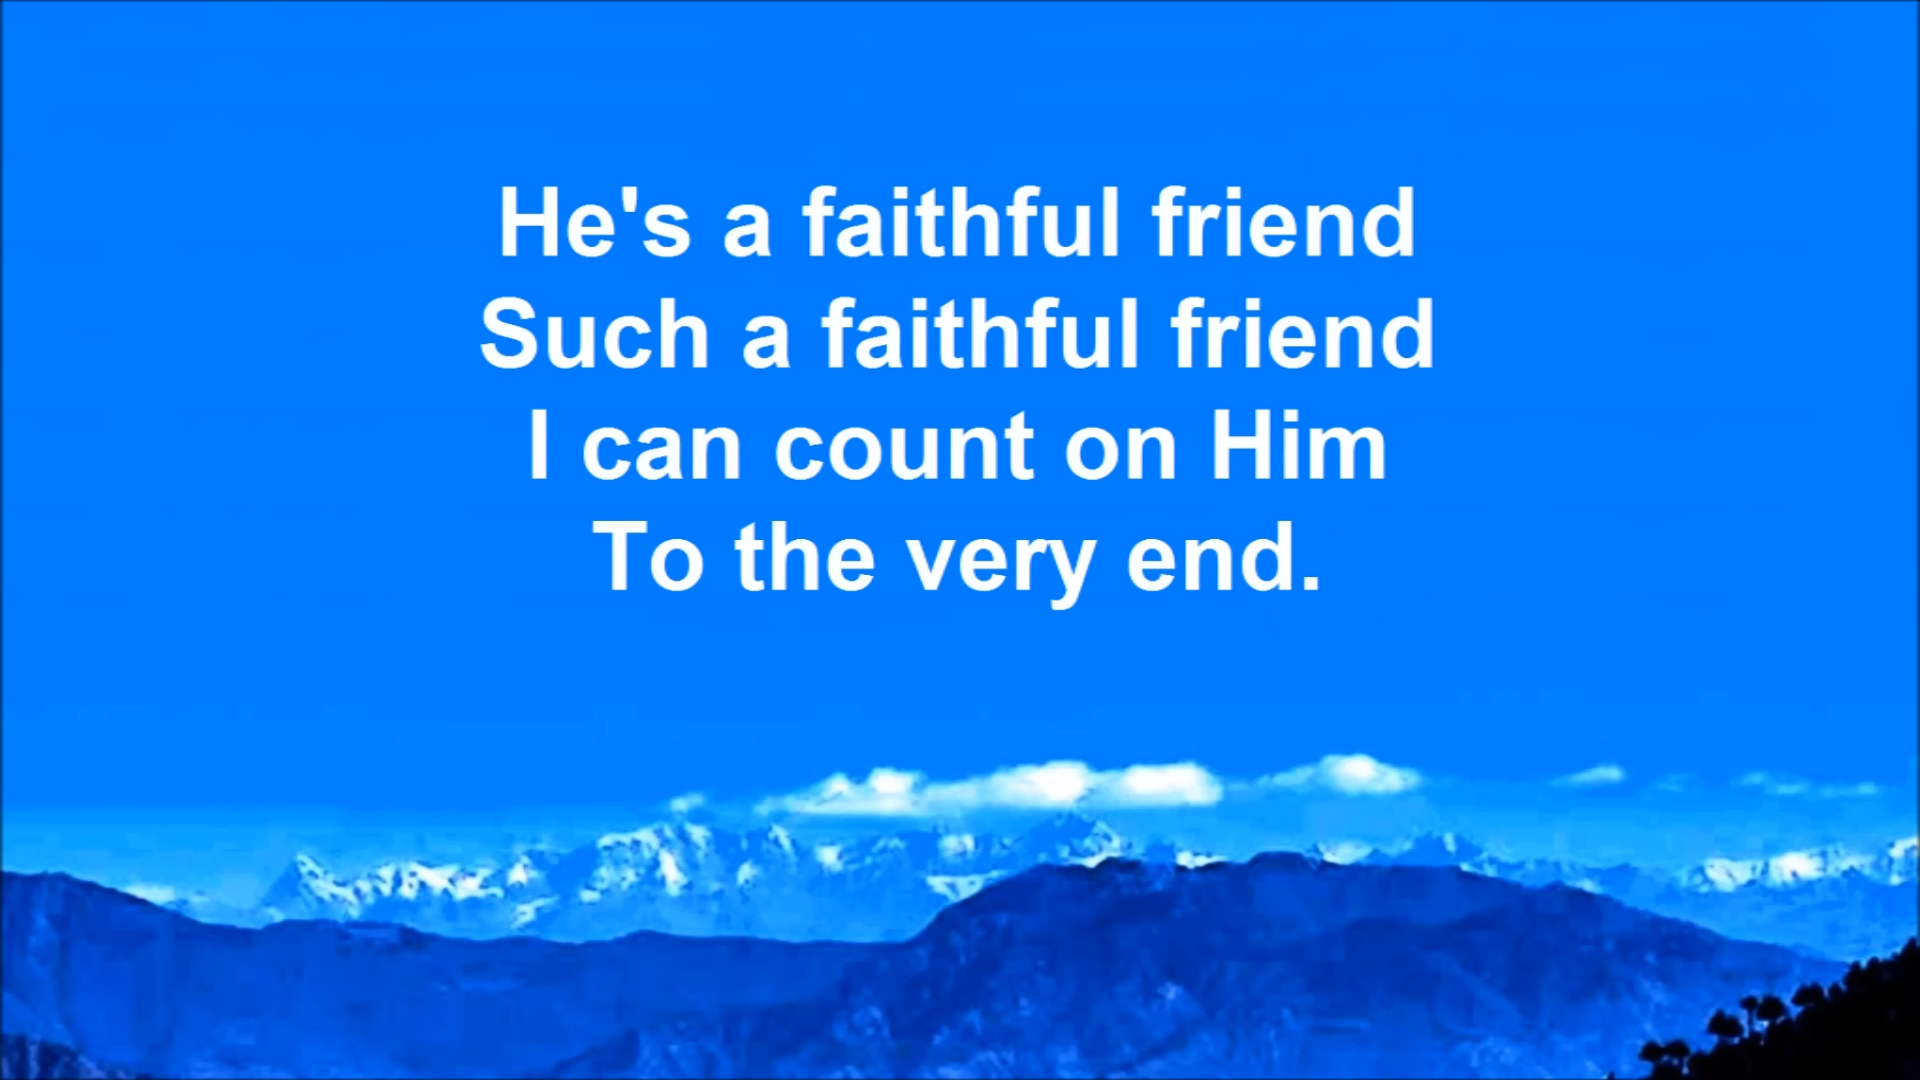 He's a faithful friend
Such a faithful friend
I can count on Him
To the very end.